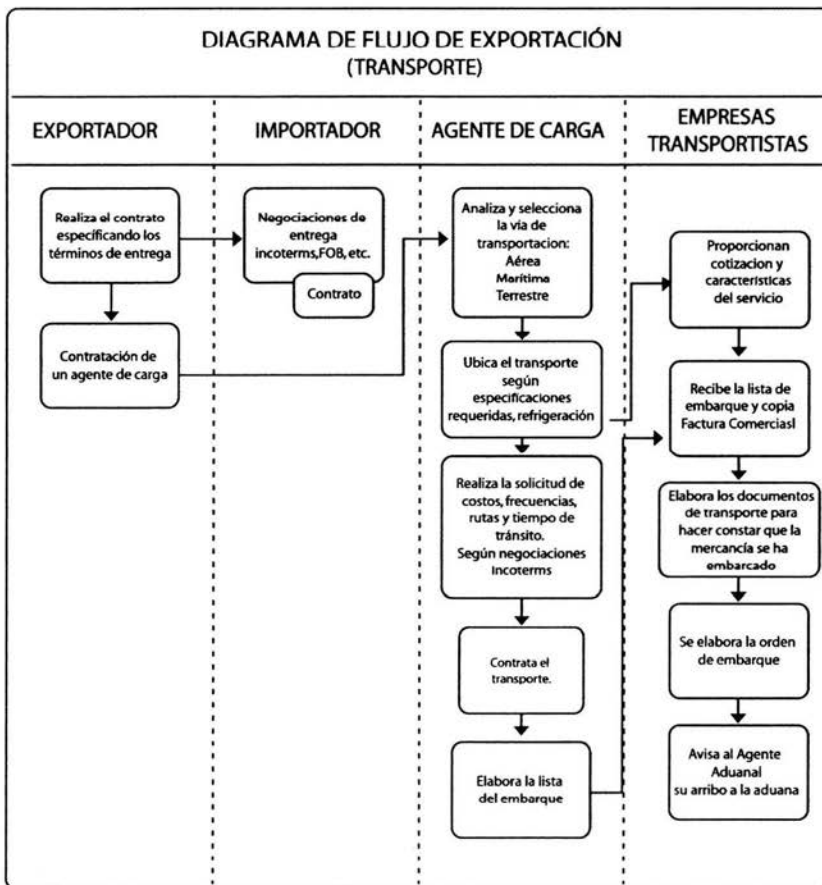 DIAGRAMA DE FLUJO DE EXPORTACIÓN
(TRANSPORTE)
EXPORTADOR
IMPORTADOR
AGENTE DE CARGA
EMPRESAS
TRANSPORTISTAS
Realiza el contrato
especificando los
términos de entrega
Contratación de
un agente de carga
Negociaciones de
entrega
incoterms,FOB, etc.
Contrato
Analiza y selecciona
la vía de
transportacion:
Aérea
Marítima
Terrestre
Ubica el transporte
según
especificaciones
requeridas, refrigeración
Realiza la solicitud de
costos, frecuencias,
rutas y tiempo de
tránsito.
Según negociaciones
incoterms
Contrata el
transporte.
Elabora la lista
del embarque
Proporcionan
cotizacion y
características
del servicio
Recibe la lista de
embarque y copia
Factura Comerciasl
Elabora los documentos
de transporte para
hacer constar que la
mercancía se ha
embarcado
Se elabora la orden
de embarque
Avisa al Agente
Aduanal
su arribo a la aduana